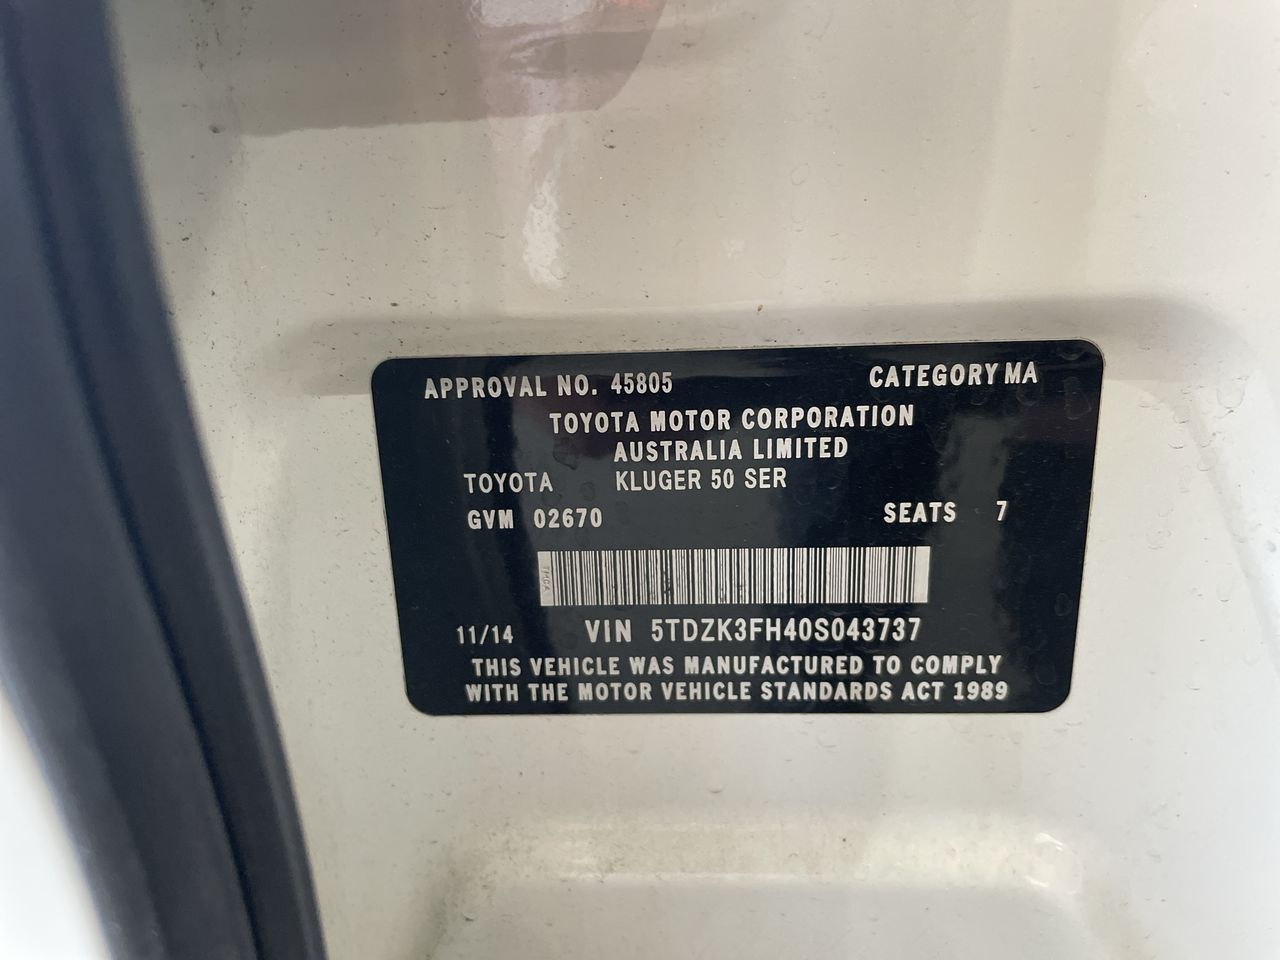 APPROVAL NO. 45805 CATEGORY MA
TOYOTA MOTOR CORPORATION
AUSTRALIA LIMITED
TOYOTA KLUGER 50 SER
GVM 02670 SEATS 7
TMCA
11/14 VIN 5TDZK3FH40S043737
THIS VEHICLE WAS MANUFACTURED TO COMPLY
WITH THE MOTOR VEHICLE STANDARDS ACT 1989